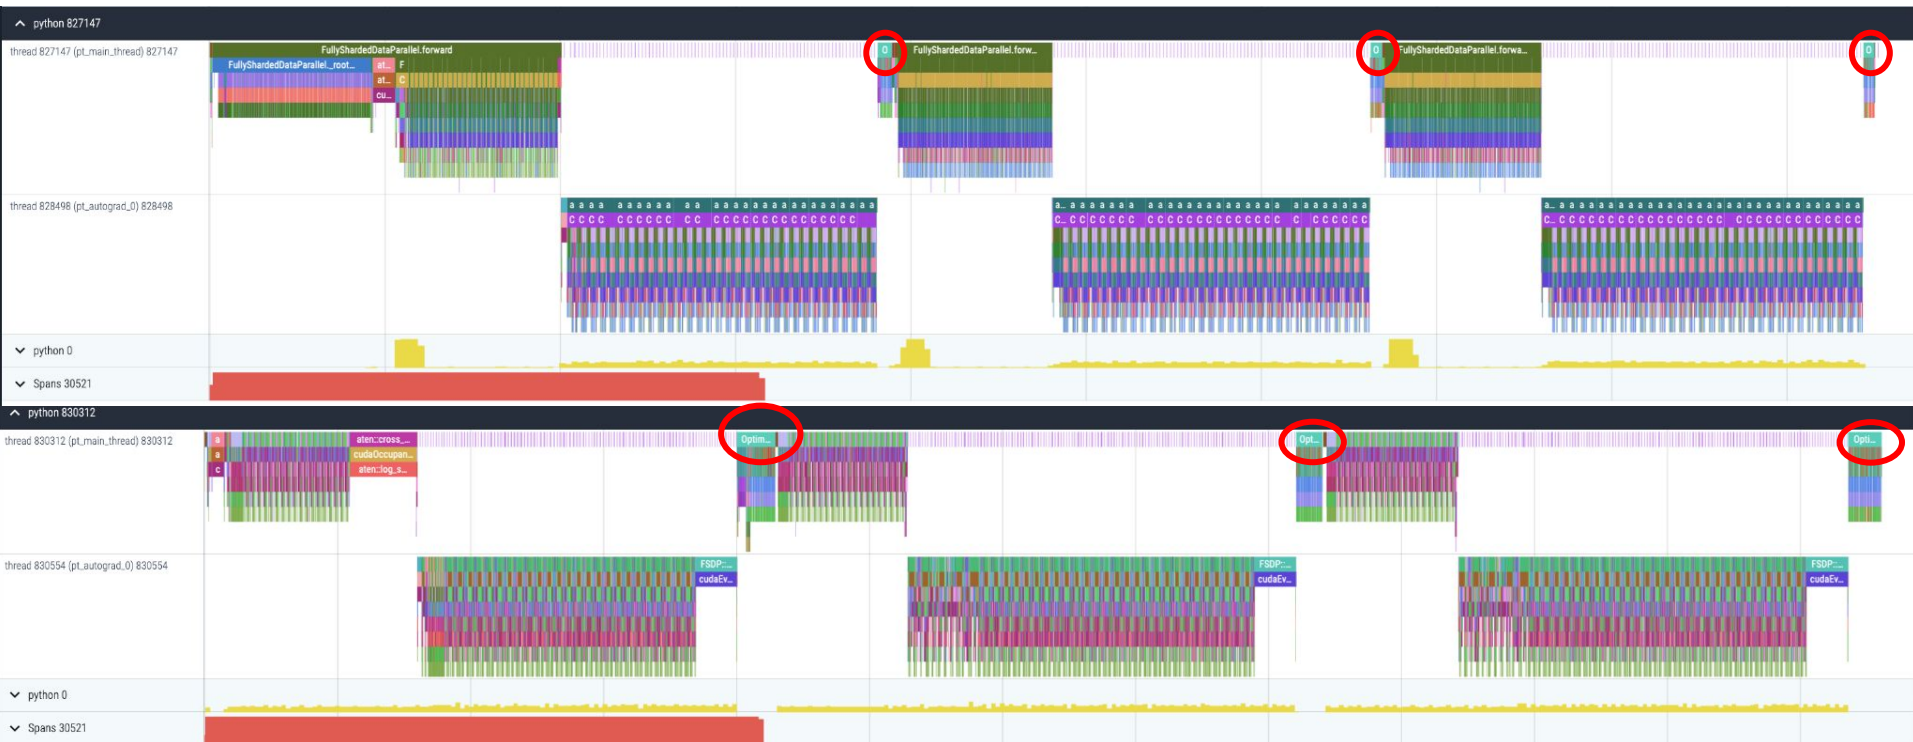 python 827147
thread 827147 (pt_main_thread) 827147
FullyShardedDataParallel.forward
O
FullyShardedDataParallel.forw...
O
FullyShardedDataParallel.forwa...
O
FullyShardedDataParallel._root... at... F
at... C
cu...
thread 828498 (pt_autograd_0) 828498
a a a a a a a a a a a a a a a a a a a a a a a a a a
C C C C C C C C C C C C C C C C C C C C C C C C C C C
python 0
Spans 30521
python 830312
thread 830312 (pt_main_thread) 830312
a aten::cross_... Optim... Opt... Opti...
a cudaOccupan...
c aten::log_s...
thread 830554 (pt_autograd_0) 830554
FSDP::... FSDP::... FSDP::...
cudaEv... cudaEv... cudaEv...
python 0
Spans 30521